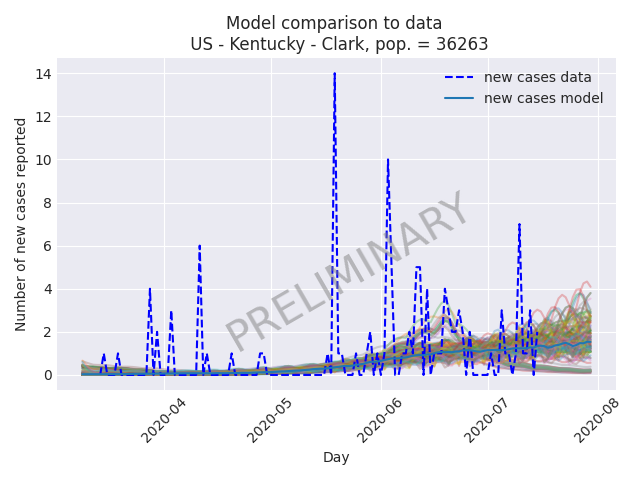 Model comparison to data
US - Kentucky - Clark, pop. = 36263
new cases data
new cases model
PRELIMINARY
Number of new cases reported
14
12
10
8
6
4
2
0
2020-04
2020-05
2020-06
2020-07
2020-08
Day